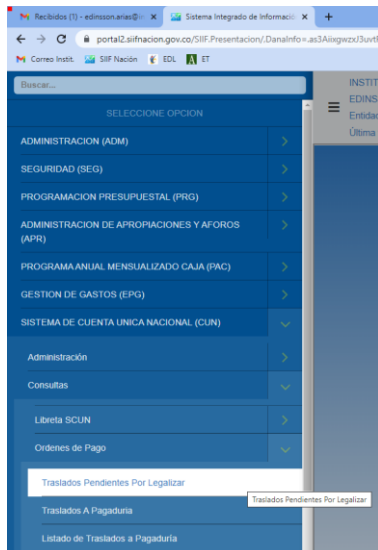 Recibidos (1) - edinsson.arias@in
Sistema Integrado de Informació
portal2.siifnacion.gov.co/SIIF.Presentacion/.DanaInfo=.as3AiixgwzxJ3uvt
Correo Instit.
SIIF Nación
EDL
ET
Buscar...
INSTIT
EDINS
Entidad
Última
SELECCIONE OPCION
ADMINISTRACION (ADM)
SEGURIDAD (SEG)
PROGRAMACION PRESUPUESTAL (PRG)
ADMINISTRACION DE APROPIACIONES Y AFOROS
(APR)
PROGRAMA ANUAL MENSUALIZADO CAJA (PAC)
GESTION DE GASTOS (EPG)
SISTEMA DE CUENTA UNICA NACIONAL (CUN)
Administración
Consultas
Libreta SCUN
Ordenes de Pago
Traslados Pendientes Por Legalizar
Traslados Pendientes Por Legalizar
Traslados A Pagaduria
Listado de Traslados a Pagaduría